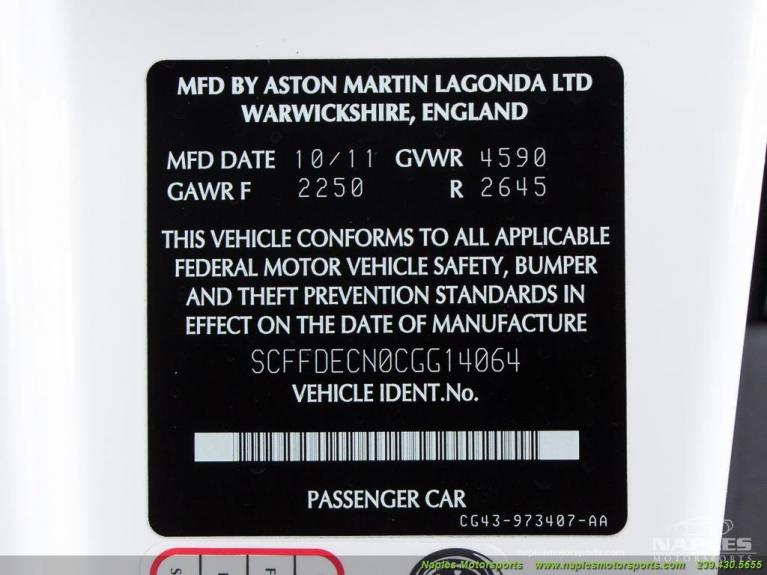 MFD BY ASTON MARTIN LAGONDA LTD
WARWICKSHIRE, ENGLAND
MFD DATE 10/11 GVWR 4590
GAWR F 2250 R 2645
THIS VEHICLE CONFORMS TO ALL APPLICABLE
FEDERAL MOTOR VEHICLE SAFETY, BUMPER
AND THEFT PREVENTION STANDARDS IN
EFFECT ON THE DATE OF MANUFACTURE
SCFFDECN0CGG14064
VEHICLE IDENT.No.
PASSENGER CAR
CG43-973407-AA
NAPLES
MOTORSPORTS
Naples Motorsports www.naplesmotorsports.com 239.430.5655